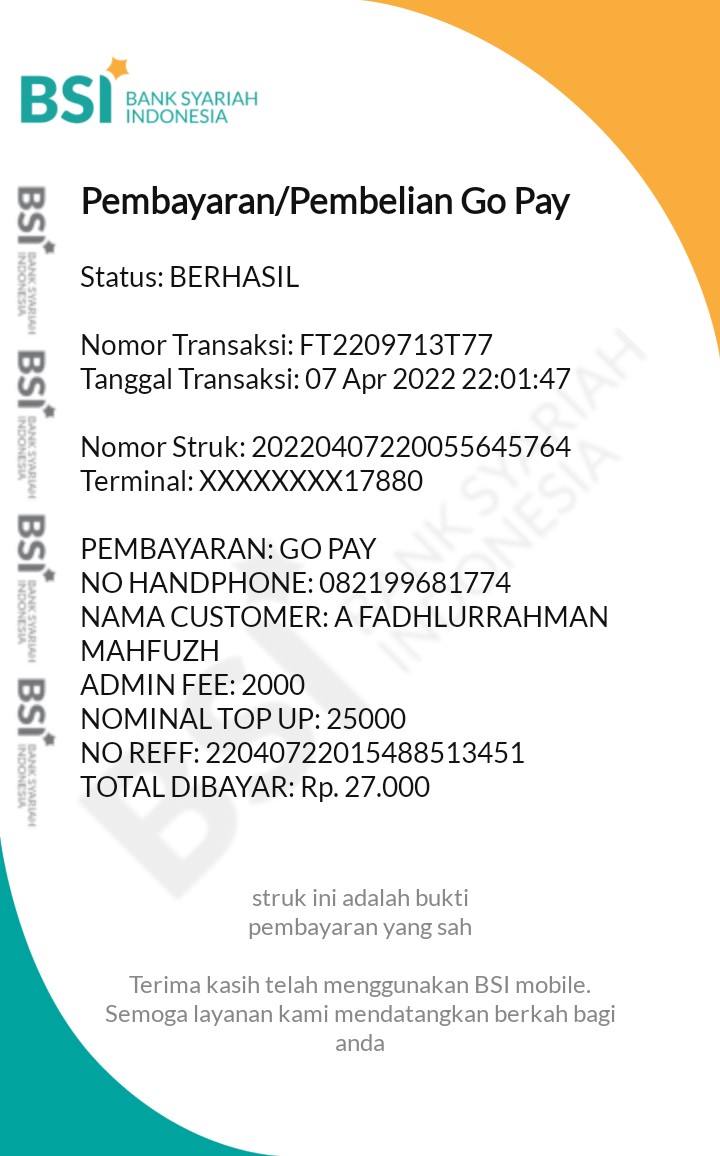 BSI BANK SYARIAH
INDONESIA
Pembayaran/Pembelian Go Pay
Status: BERHASIL
Nomor Transaksi: FT2209713T77
Tanggal Transaksi: 07 Apr 2022 22:01:47
Nomor Struk: 20220407220055645764
Terminal: XXXXXXXX17880
PEMBAYARAN: GO PAY
NO HANDPHONE: 082199681774
NAMA CUSTOMER: A FADHLURRAHMAN
MAHFUZH
ADMIN FEE: 2000
NOMINAL TOP UP: 25000
NO REFF: 22040722015488513451
TOTAL DIBAYAR: Rp. 27.000
struk ini adalah bukti
pembayaran yang sah
Terima kasih telah menggunakan BSI mobile.
Semoga layanan kami mendatangkan berkah bagi
anda
BSI BANK SYARIAH
INDONESIA
BSI BANK SYARIAH
INDONESIA
BSI BANK SYARIAH
INDONESIA
BSI BANK SYARIAH
INDONESIA
BSI BANK SYARIAH
INDONESIA